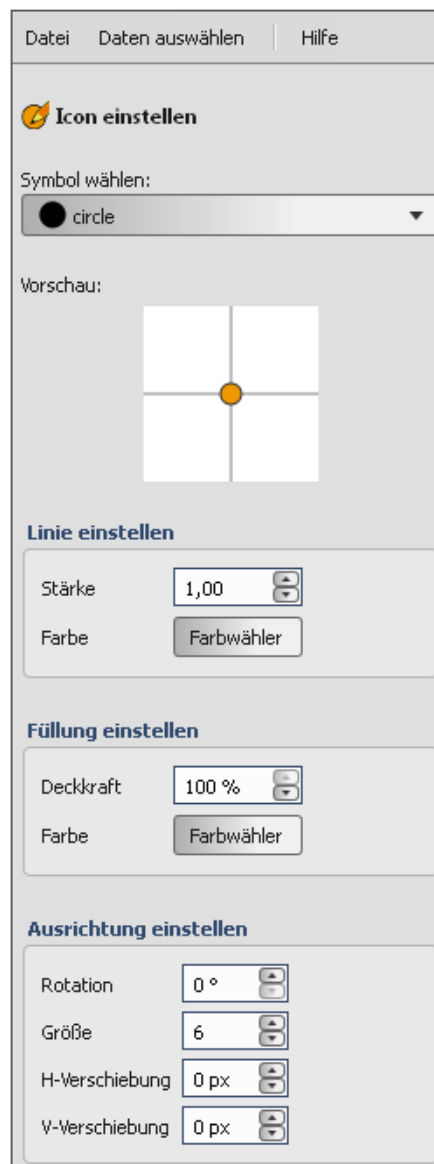 Datei Daten auswählen Hilfe
Icon einstellen
Symbol wählen:
circle
Vorschau:
Linie einstellen
Stärke 1,00
Farbe Farbwähler
Füllung einstellen
Deckkraft 100 %
Farbe Farbwähler
Ausrichtung einstellen
Rotation 0 °
Größe 6
H-Verschiebung 0 px
V-Verschiebung 0 px